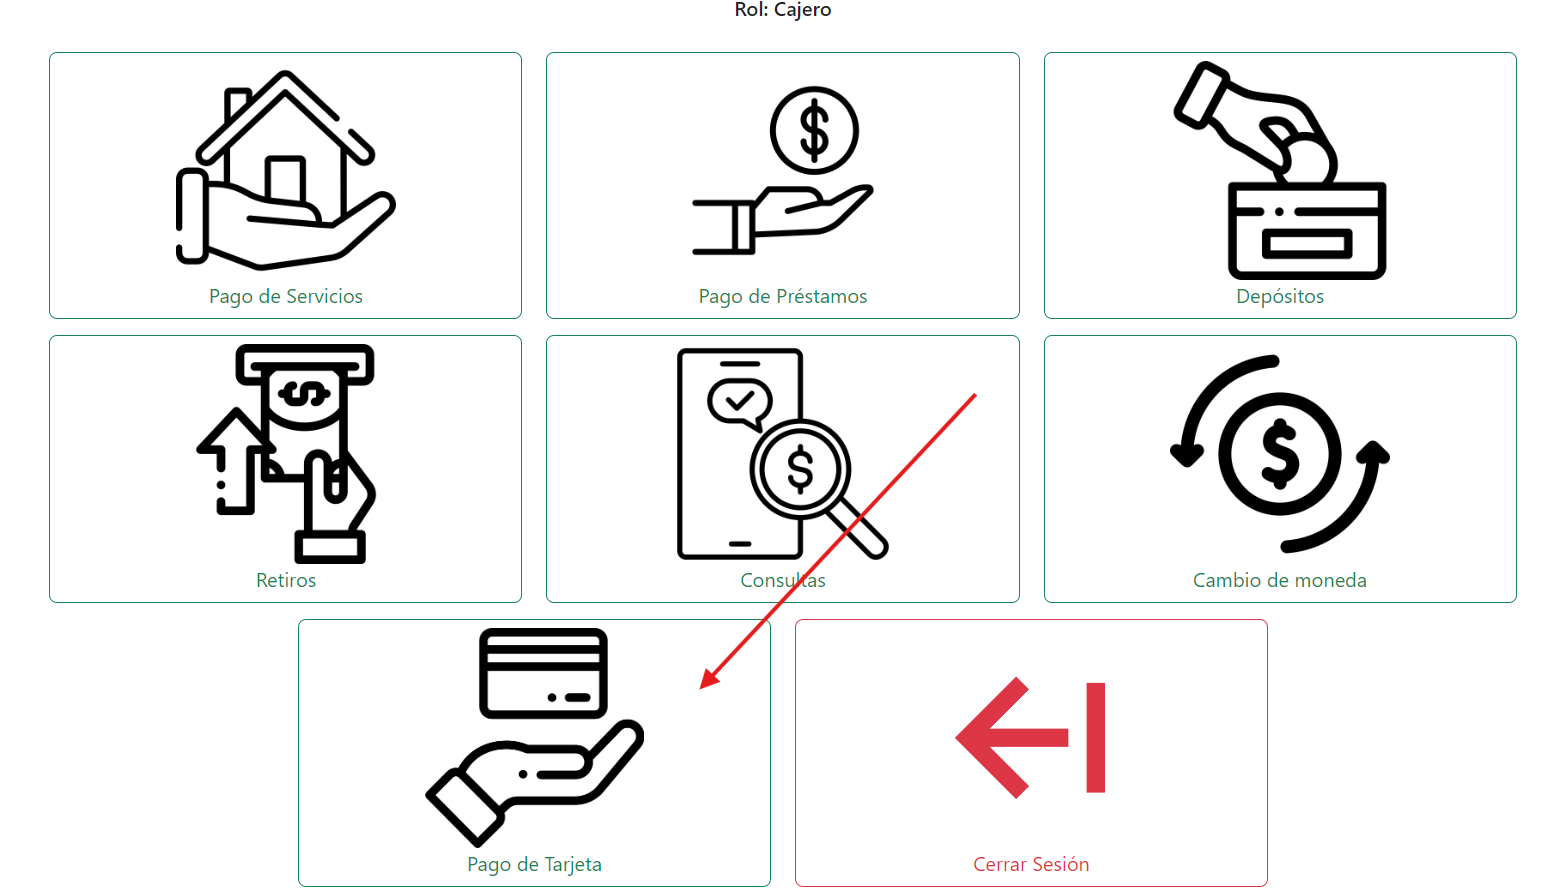 Rol: Cajero
Pago de Servicios
Pago de Préstamos
Depósitos
Retiros
Consultas
Cambio de moneda
Pago de Tarjeta
Cerrar Sesión